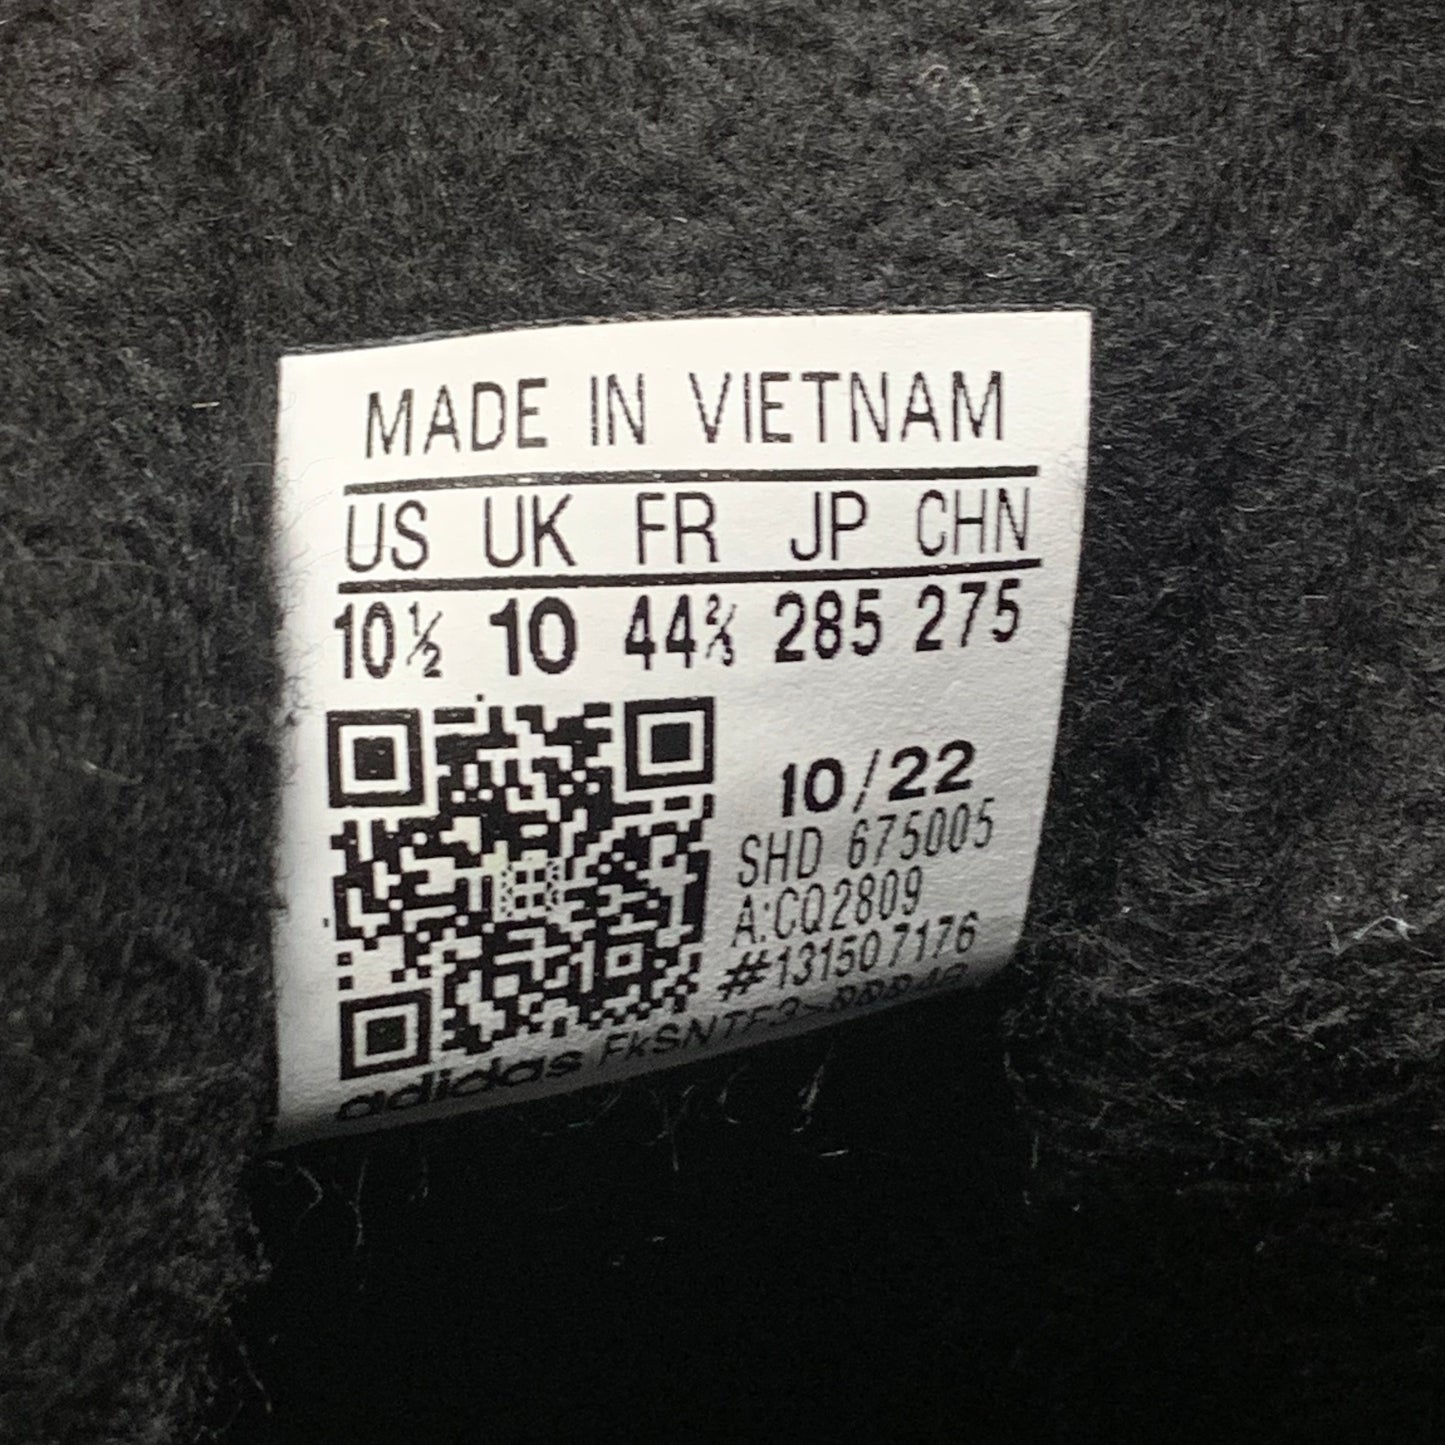 MADE IN VIETNAM
US UK FR JP CHN
10½ 10 44⅔ 285 275
10/22
SHD 675005
A:CQ2809
#131507176
adidas